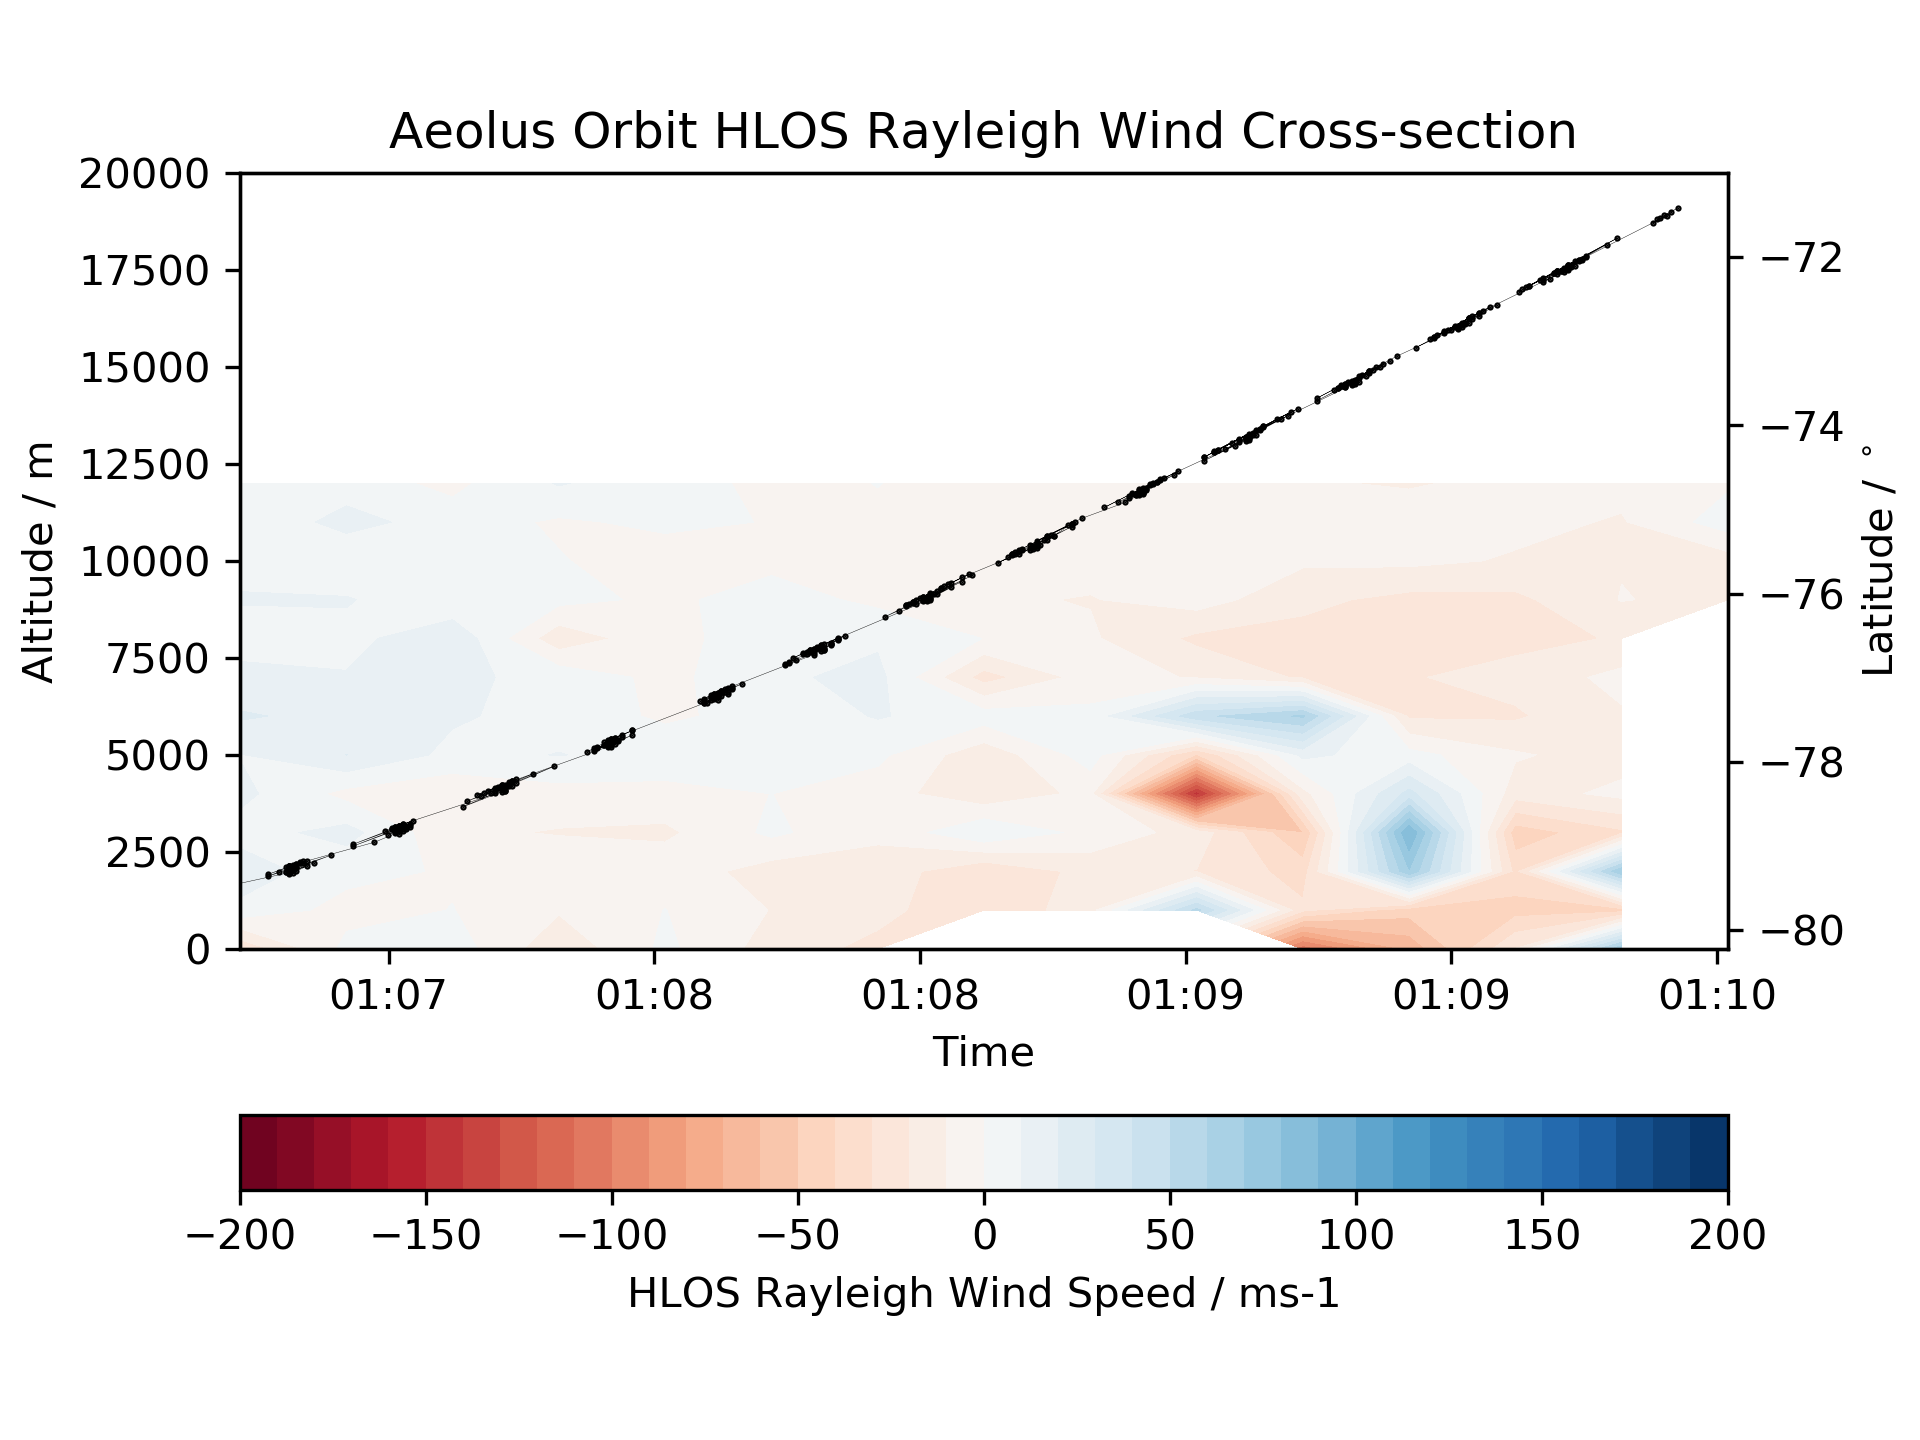 Aeolus Orbit HLOS Rayleigh Wind Cross-section
20000
17500
15000
12500
10000
7500
5000
2500
0
Altitude / m
−72
−74
−76
−78
−80
Latitude / °
01:07 01:08 01:08 01:09 01:09 01:10
Time
−200 −150 −100 −50 0 50 100 150 200
HLOS Rayleigh Wind Speed / ms-1